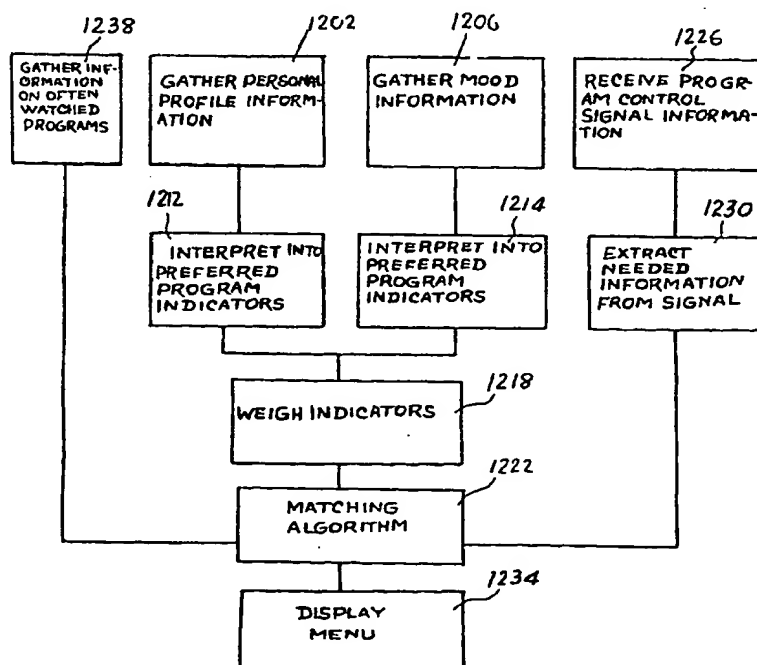 1238
1202
1206
1226
GATHER INF-
ORMATION
ON OFTEN
WATCHED
PROGRAMS
GATHER PERSONAL
PROFILE INFORM-
ATION
GATHER MOOD
INFORMATION
RECEIVE PROGR-
AM CONTROL
SIGNAL INFORMA-
TION
1212
1214
1230
INTERPRET INTO
PREFERRED
PROGRAM
INDICATORS
INTERPRET INTO
PREFERRED
PROGRAM
INDICATORS
EXTRACT
NEEDED
INFORMATION
FROM SIGNAL
1218
WEIGH INDICATORS
1222
MATCHING
ALGORITHM
1234
DISPLAY
MENU